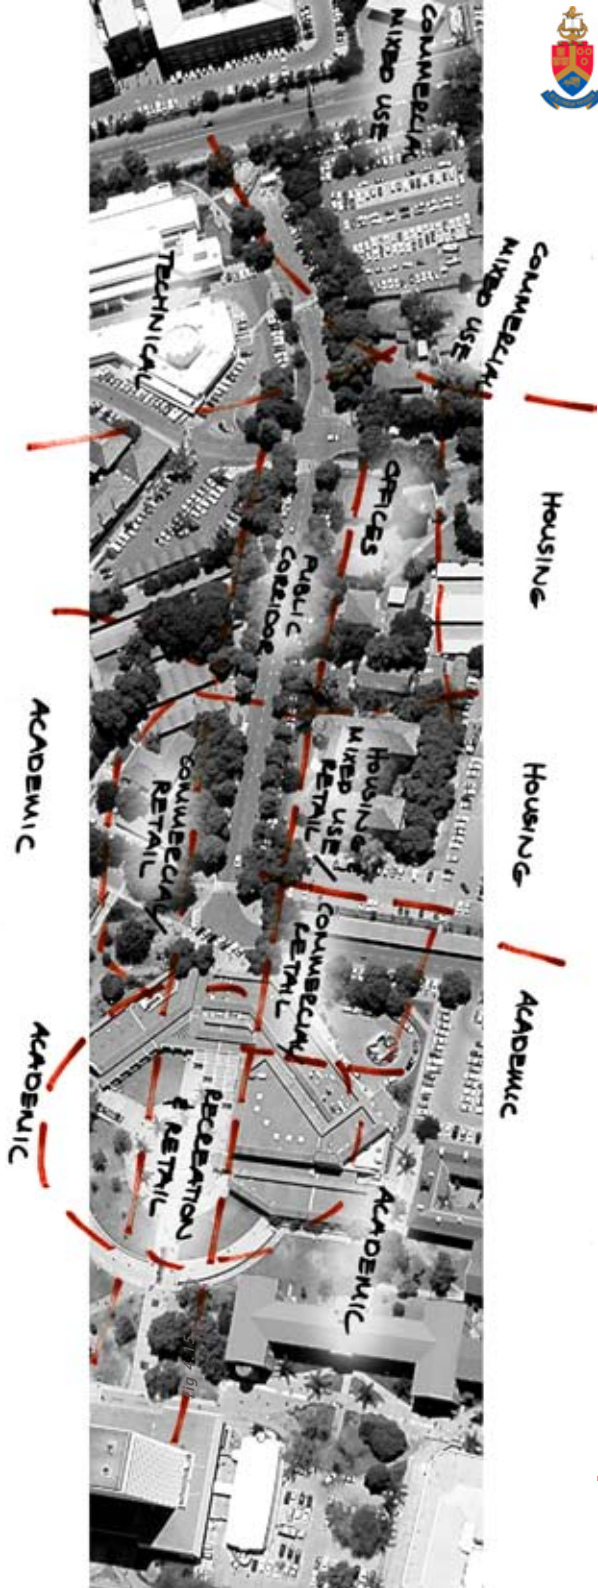 COMMERCIAL
MIXED USE
COMMERCIAL
MIXED USE
TECHNICAL
OFFICES
HOUSING
PUBLIC
CORRIDOR
ACADEMIC
COMMERCIAL/
RETAIL
HOUSING
MIXED USE /
RETAIL
HOUSING
COMMERCIAL
RETAIL
ACADEMIC
ACADEMIC
RECREATION
& RETAIL
ACADEMIC